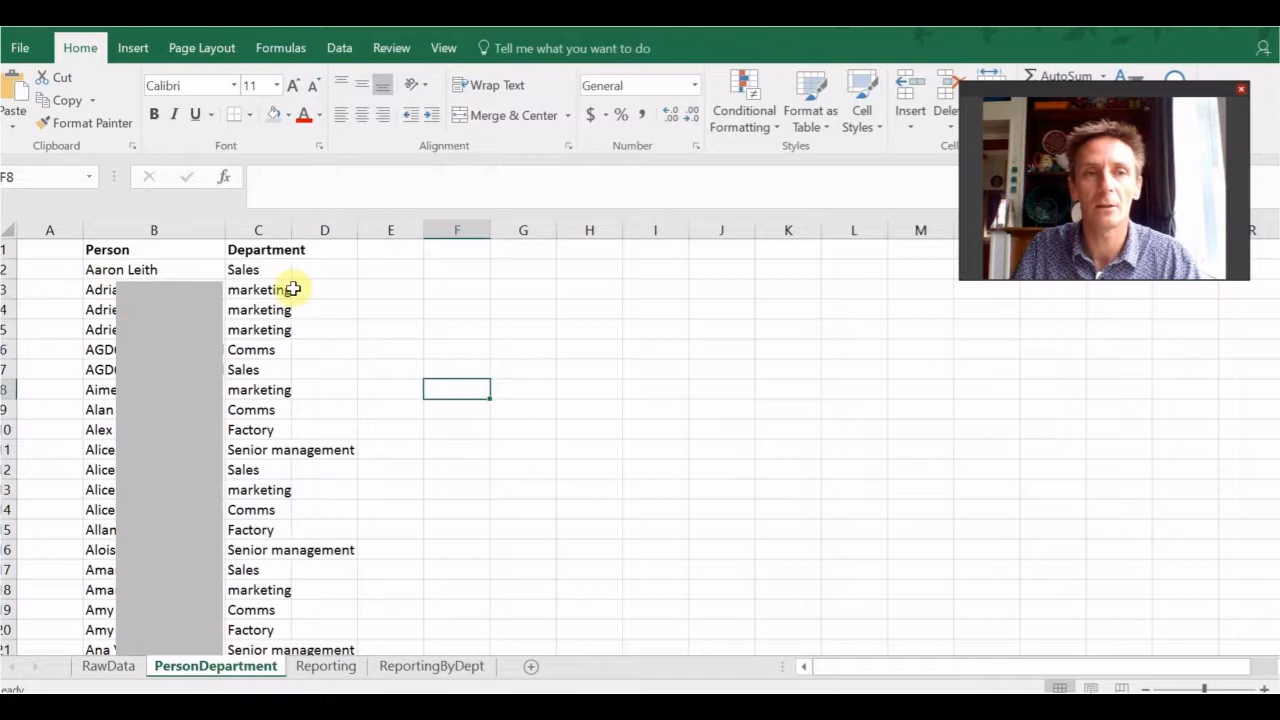 File Home Insert Page Layout Formulas Data Review View Tell me what you want to do
Cut
Copy
Format Painter
Paste
Calibri 11
B I U
Wrap Text
Merge & Center
General
$ % ,
Conditional Formatting
Format as Table
Cell Styles
Insert
AutoSum
Clipboard Font Alignment Number Styles
F8 fx
A B C D E F G H I J K L M R
1 Person Department
2 Aaron Leith Sales
3 Adria marketing
4 Adrie marketing
5 Adrie marketing
6 AGD Comms
7 AGD Sales
8 Aime marketing
9 Alan Comms
0 Alex Factory
1 Alice Senior management
2 Alice Sales
3 Alice marketing
4 Alice Comms
5 Allan Factory
6 Alois Senior management
7 Ama Sales
8 Ama marketing
9 Amy Comms
20 Amy Factory
21 Ana Senior management
RawData PersonDepartment Reporting ReportingByDept
eady